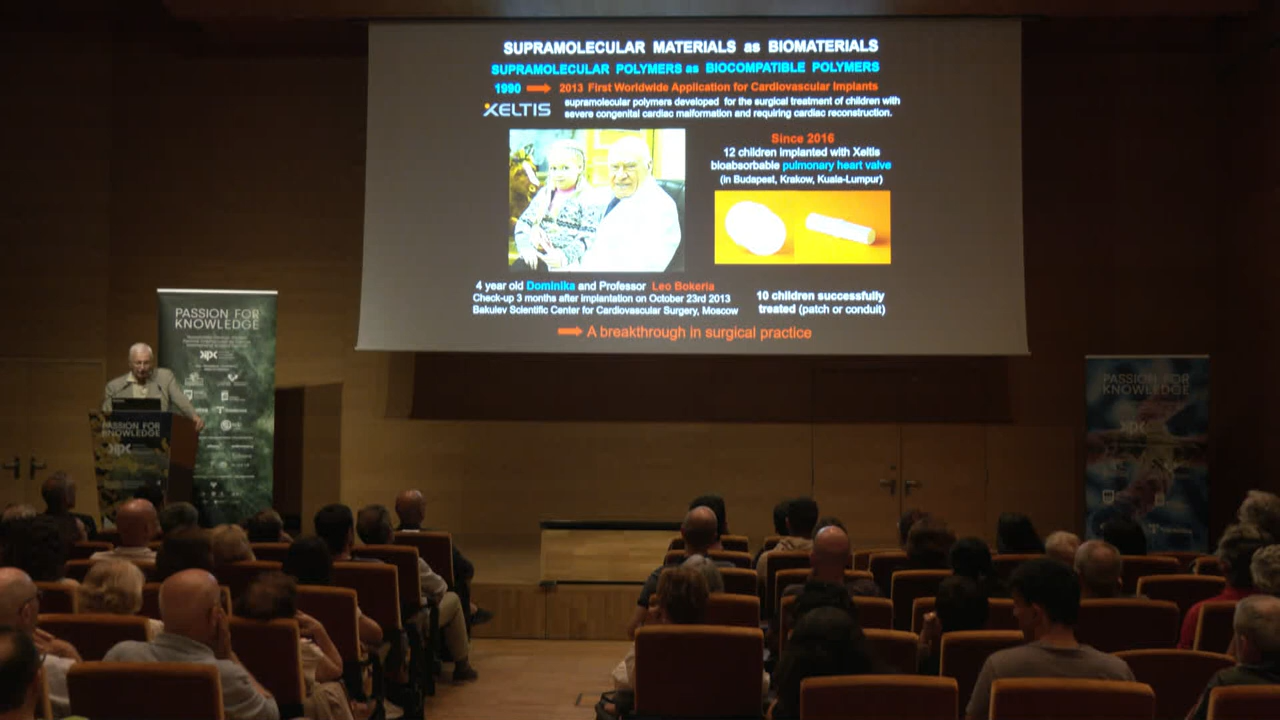 SUPRAMOLECULAR MATERIALS as BIOMATERIALS
SUPRAMOLECULAR POLYMERS as BIOCOMPATIBLE POLYMERS
1990 2013 First Worldwide Application for Cardiovascular Implants
XELTIS
supramolecular polymers developed for the surgical treatment of children with
severe congenital cardiac malformation and requiring cardiac reconstruction.
Since 2016
12 children implanted with Xeltis
bioabsorbable pulmonary heart valve
(in Budapest, Krakow, Kuala-Lumpur)
4 year old Dominika and Professor Leo Bokeria
Check-up 3 months after implantation on October 23rd 2013
Bakulev Scientific Center for Cardiovascular Surgery, Moscow
10 children successfully
treated (patch or conduit)
A breakthrough in surgical practice
PASSION FOR
KNOWLEDGE
PASSION FOR
KNOWLEDGE
PASSION FOR
KNOWLEDGE